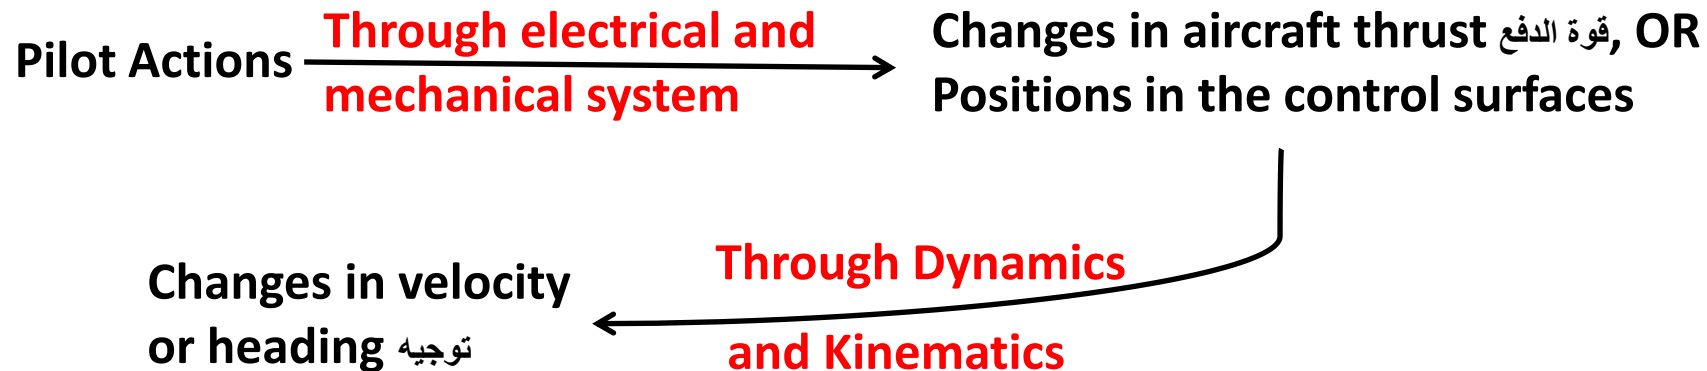 Pilot Actions
Through electrical and
mechanical system
Changes in aircraft thrust قوة الدفع, OR
Positions in the control surfaces
Through Dynamics
and Kinematics
Changes in velocity
or heading توجيه